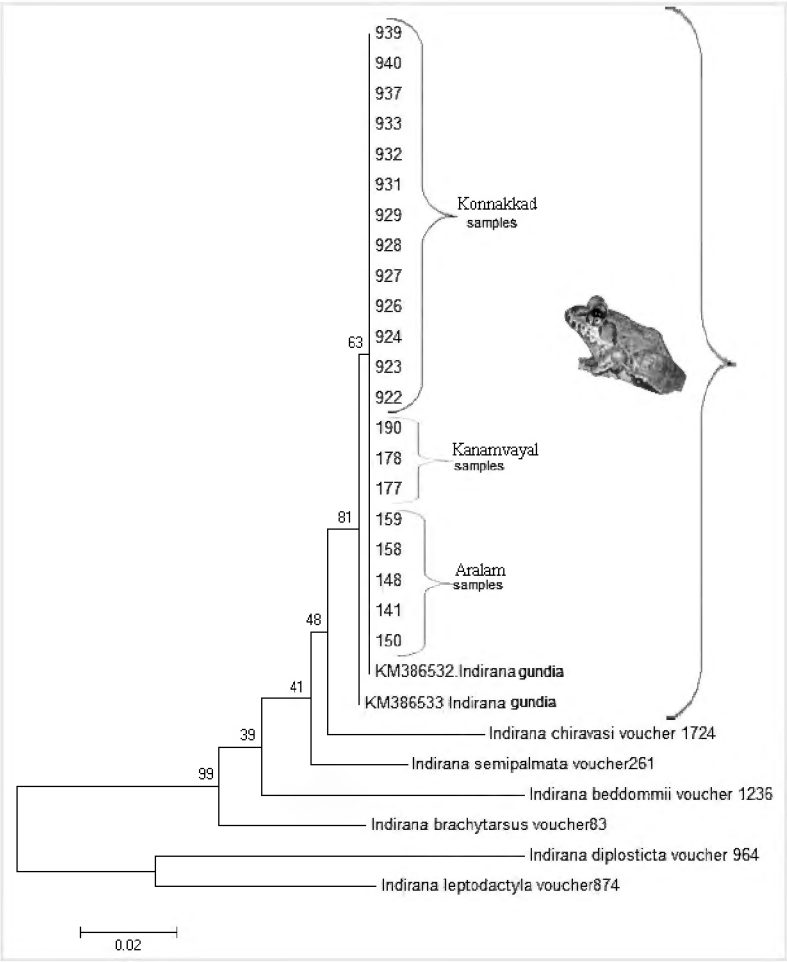 939
940
937
933
932
931
929
928
927
926
924
923
922
190
178
177
159
158
148
141
150
Konnakkad
samples
Kanamvayal
samples
Aralam
samples
KM386532.Indirana gundia
KM386533 Indirana gundia
Indirana chiravasi voucher 1724
Indirana semipalmata voucher261
Indirana beddommii voucher 1236
Indirana brachytarsus voucher83
Indirana diplosticta voucher 964
Indirana leptodactyla voucher874
63
81
48
41
39
99
0.02